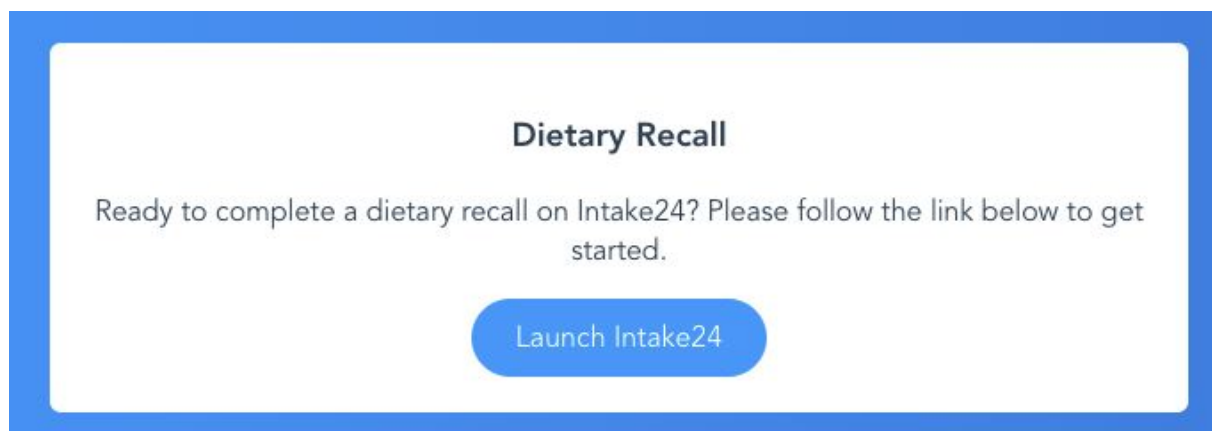 Dietary Recall
Ready to complete a dietary recall on Intake24? Please follow the link below to get
started.
Launch Intake24